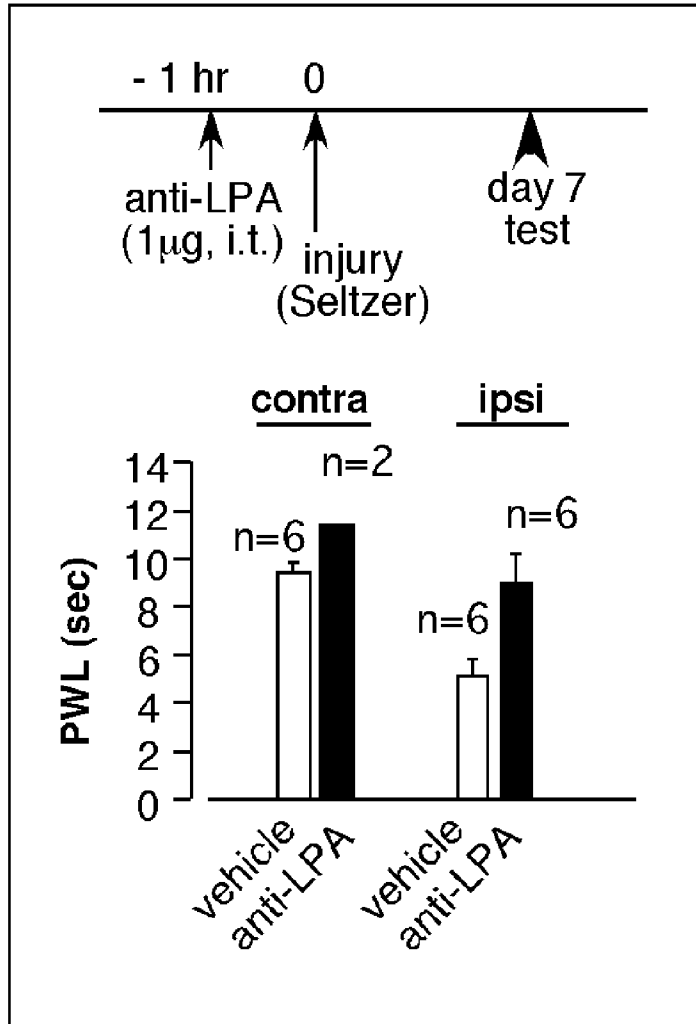 - 1 hr 0
anti-LPA
(1μg, i.t.)
injury
(Seltzer)
day 7
test
contra ipsi
n=2
n=6
n=6
n=6
PWL (sec)
14
12
10
8
6
4
2
0
vehicle
anti-LPA
vehicle
anti-LPA